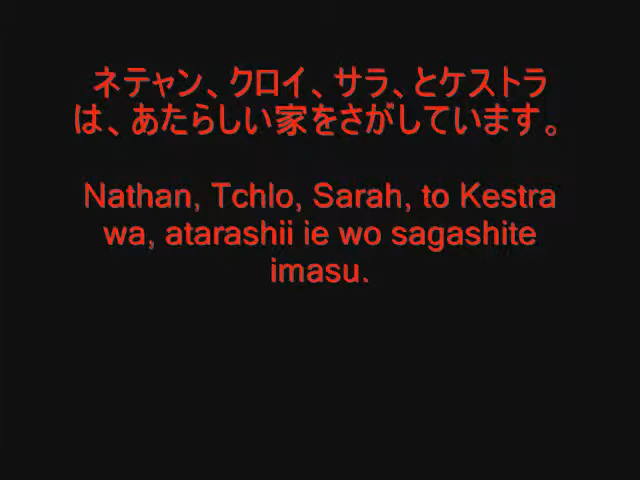 ネテャン、クロイ、サラ、とケストラ
は、あたらしい家をさがしています。
Nathan, Tchlo, Sarah, to Kestra
wa, atarashii ie wo sagashite
imasu.